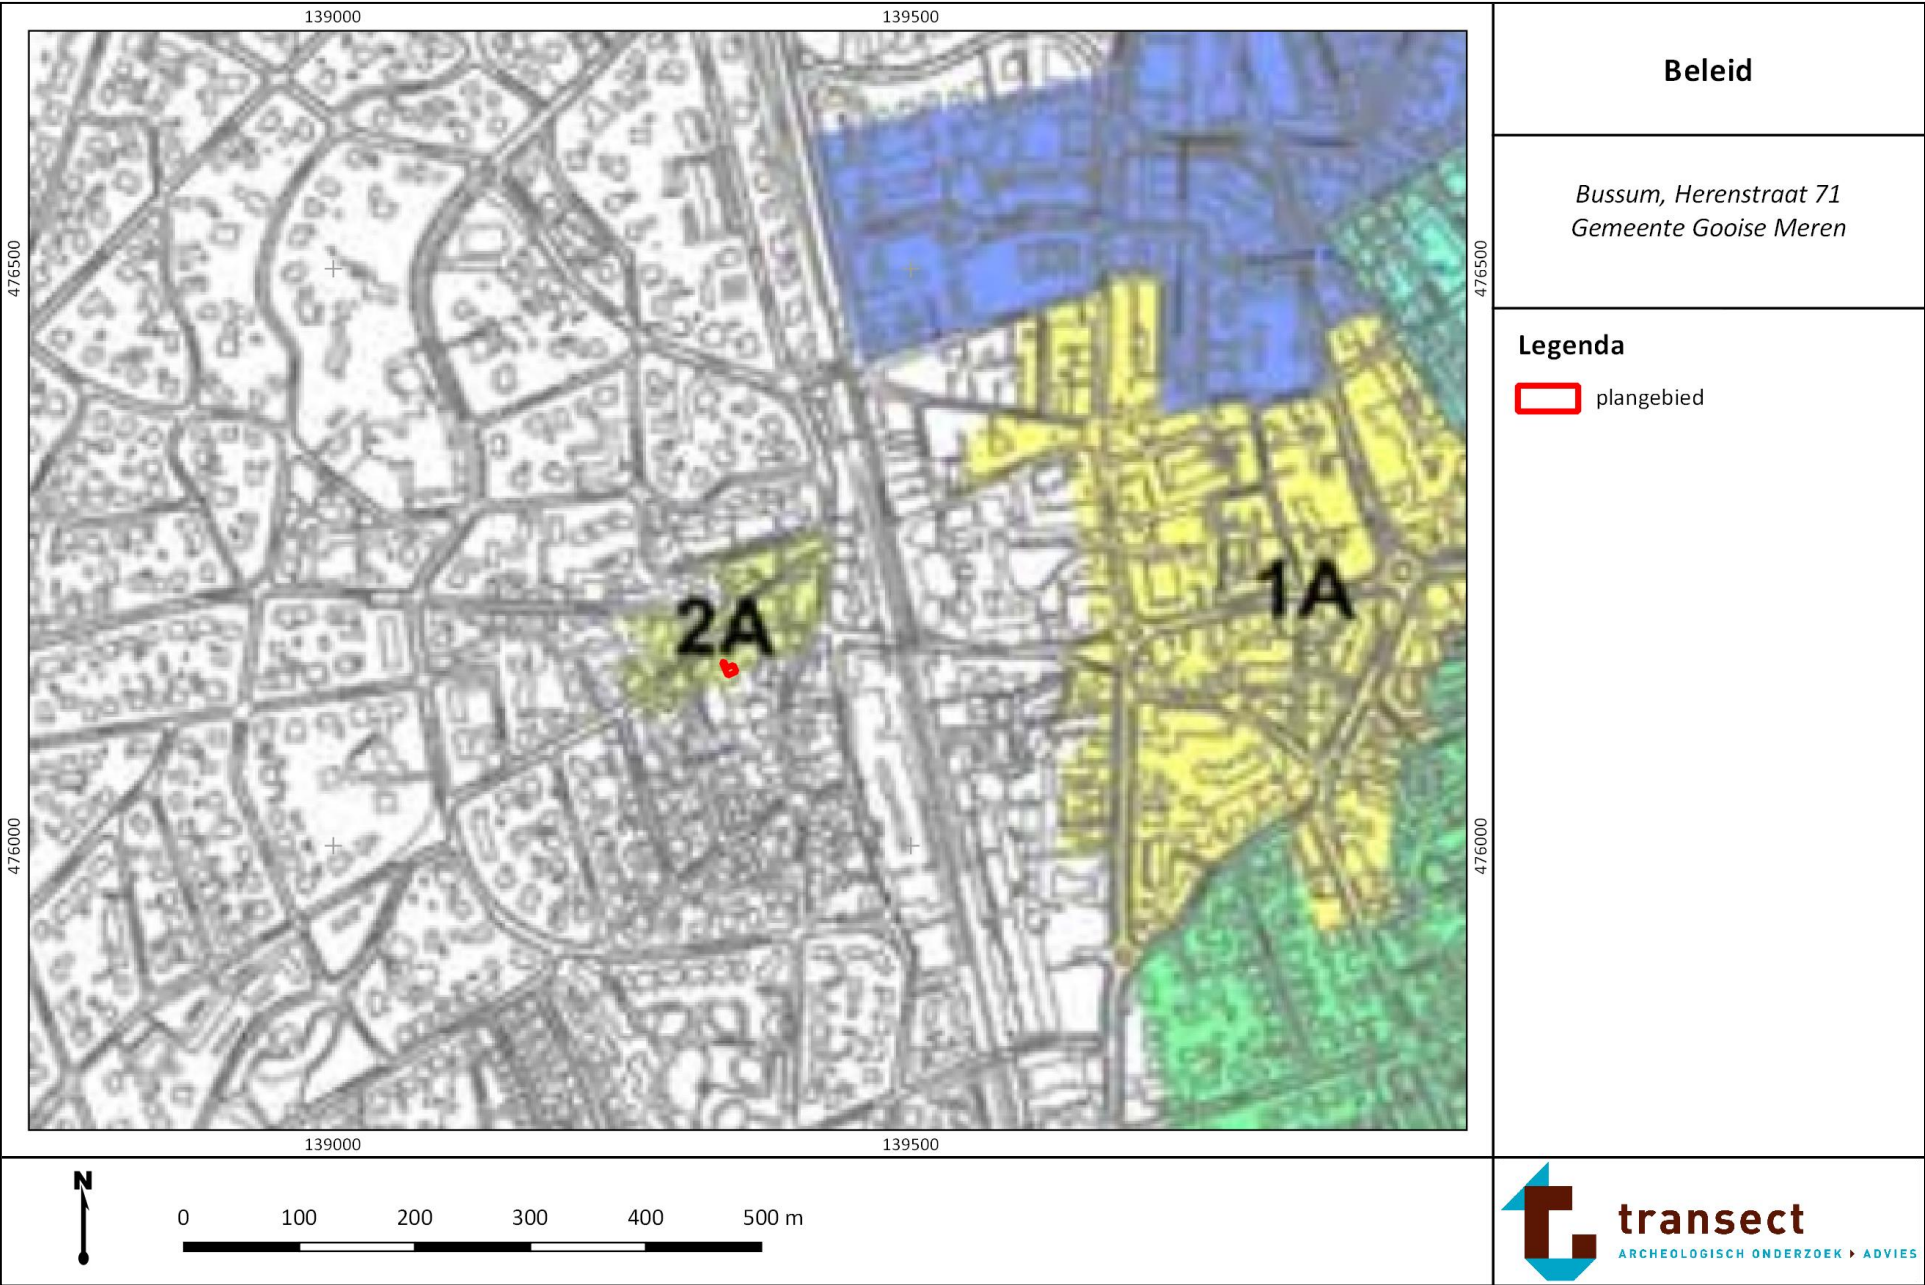 139000
139500
Beleid
Bussum, Herenstraat 71
Gemeente Gooise Meren
476500
476500
Legenda
plangebied
1A
2A
476000
476000
139000
139500
N
0 100 200 300 400 500 m
transect
ARCHEOLOGISCH ONDERZOEK ▸ ADVIES